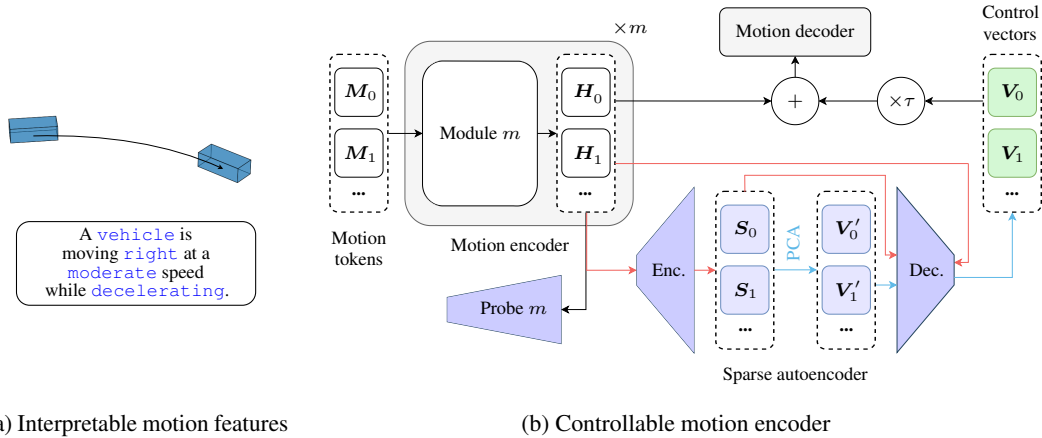 A vehicle is
moving right at a
moderate speed
while decelerating.
a) Interpretable motion features
M₀
M₁
...
Motion
tokens
Module m
H₀
H₁
...
×m
Motion encoder
Probe m
Motion decoder
+
×τ
Control
vectors
V₀
V₁
...
Enc.
S₀
S₁
...
PCA
V′₀
V′₁
...
Dec.
Sparse autoencoder
(b) Controllable motion encoder